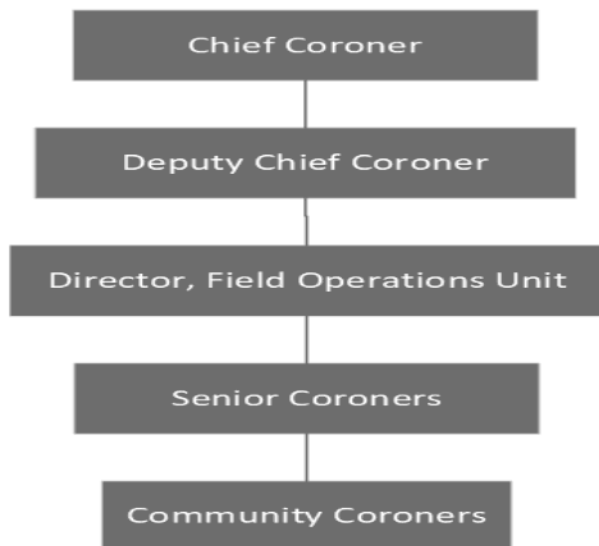 Chief Coroner
Deputy Chief Coroner
Director, Field Operations Unit
Senior Coroners
Community Coroners